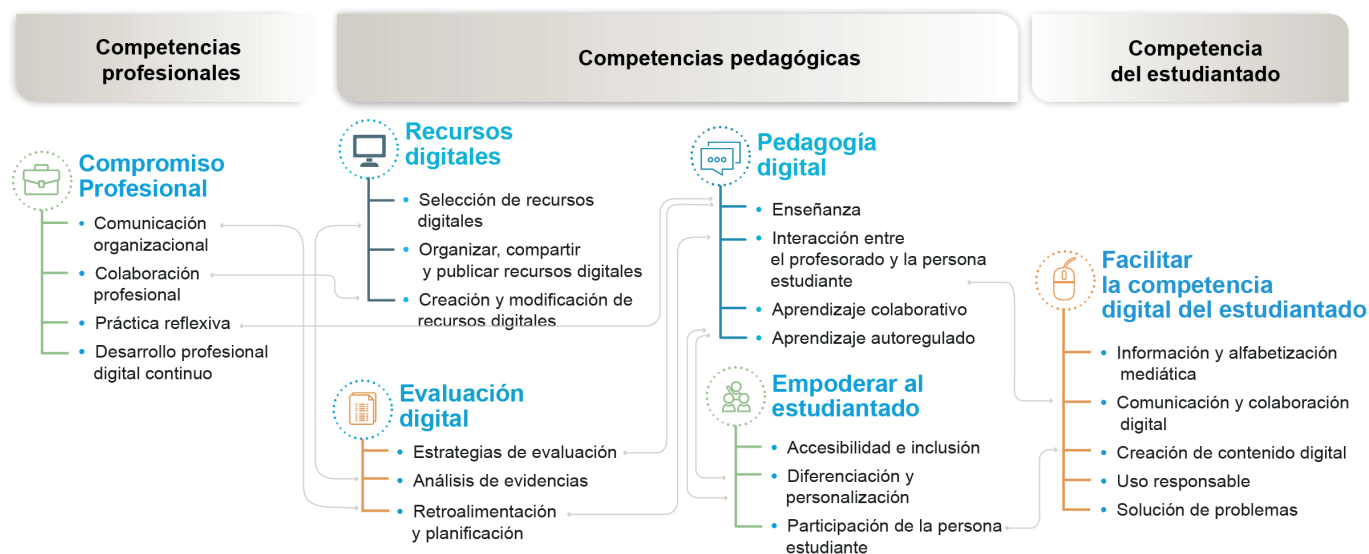 Competencias
profesionales
Competencias pedagógicas
Competencia
del estudiantado
Compromiso
Profesional
• Comunicación
organizacional
• Colaboración
profesional
• Práctica reflexiva
• Desarrollo profesional
digital continuo
Recursos
digitales
• Selección de recursos
digitales
• Organizar, compartir
y publicar recursos digitales
• Creación y modificación de
recursos digitales
Evaluación
digital
• Estrategias de evaluación
• Análisis de evidencias
• Retroalimentación
y planificación
Pedagogía
digital
• Enseñanza
• Interacción entre
el profesorado y la persona
estudiante
• Aprendizaje colaborativo
• Aprendizaje autoregulado
Empoderar al
estudiantado
• Accesibilidad e inclusión
• Diferenciación y
personalización
• Participación de la persona
estudiante
Facilitar
la competencia
digital del estudiantado
• Información y alfabetización
mediática
• Comunicación y colaboración
digital
• Creación de contenido digital
• Uso responsable
• Solución de problemas